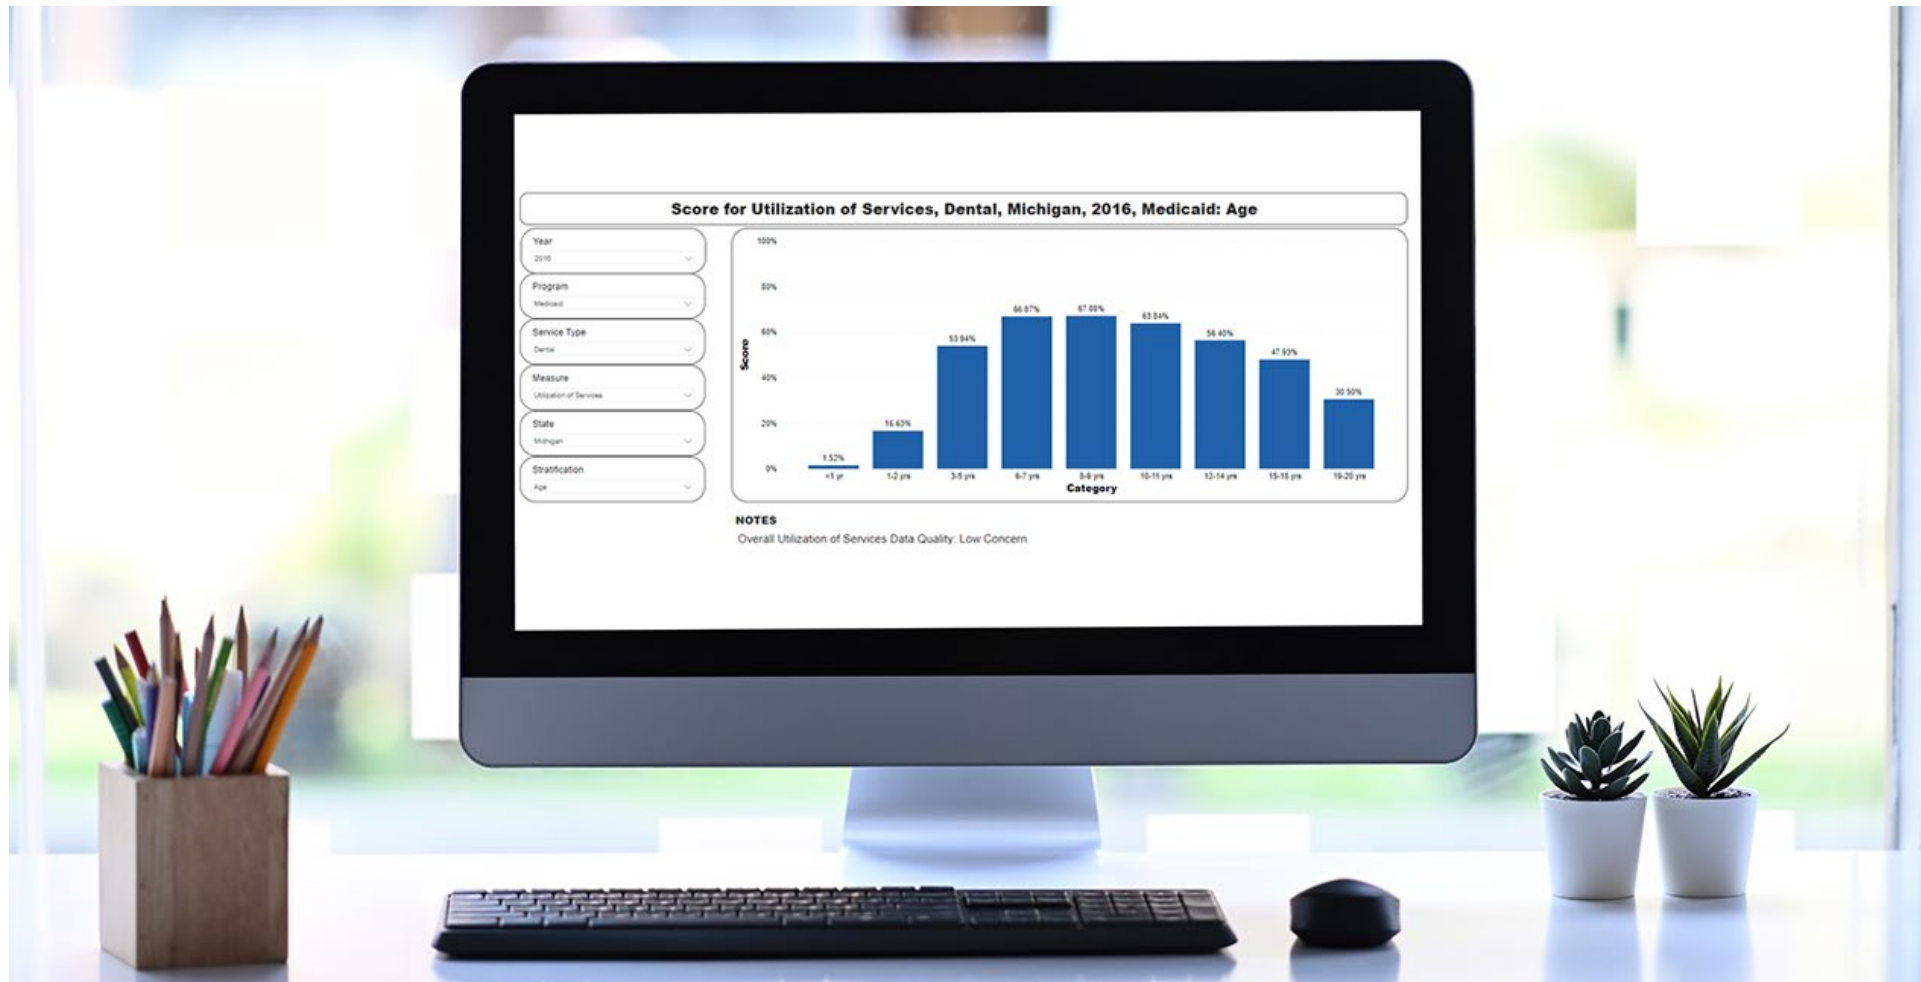 Score for Utilization of Services, Dental, Michigan, 2016, Medicaid: Age
Year
2016
Program
Medicaid
Service Type
Dental
Measure
Utilization of Services
State
Michigan
Stratification
Age
100%
80%
60%
40%
20%
0%
Score
1.52%
16.63%
53.94%
66.87%
67.08%
63.84%
56.40%
47.93%
30.50%
<1 yr
1-2 yrs
3-5 yrs
6-7 yrs
8-9 yrs
10-11 yrs
12-14 yrs
15-18 yrs
19-20 yrs
Category
NOTES
Overall Utilization of Services Data Quality: Low Concern